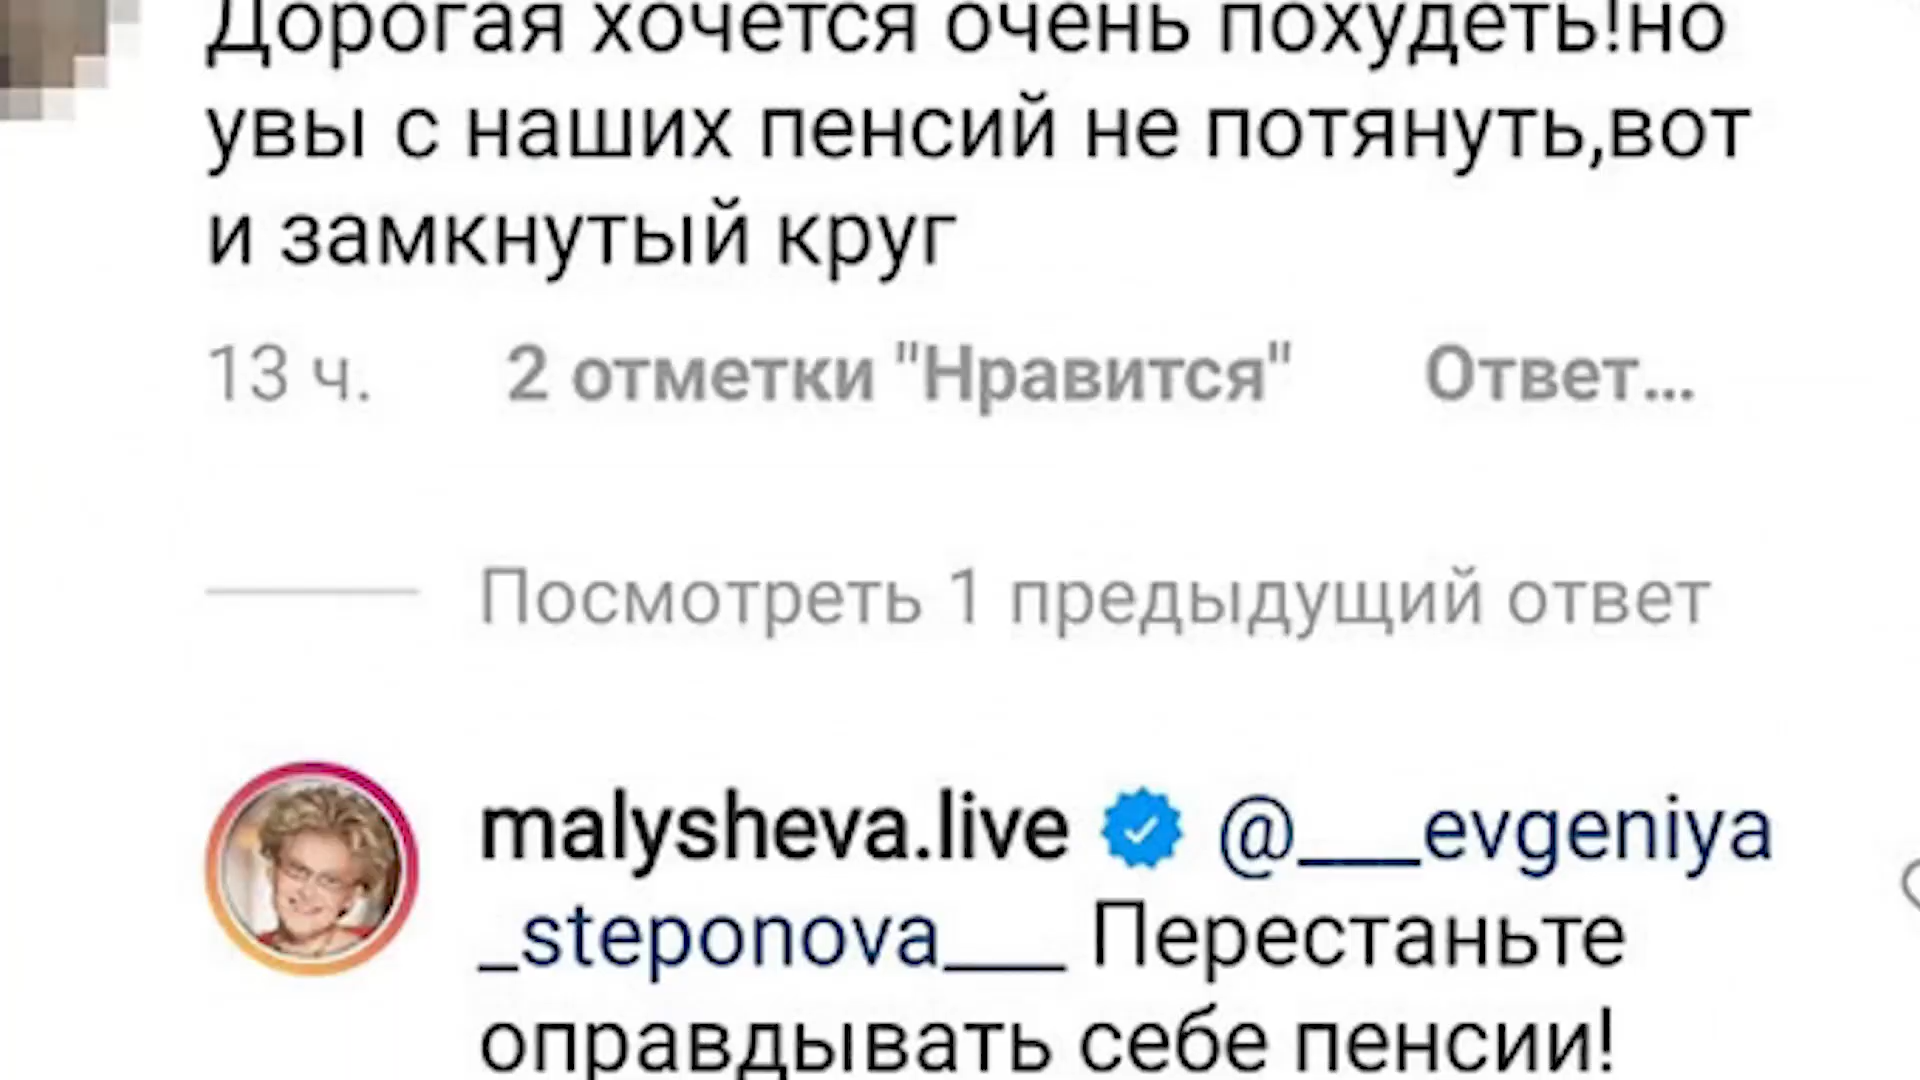 Дорогая хочется очень похудеть!но
увы с наших пенсий не потянуть,вот
и замкнутый круг
13 ч. 2 отметки "Нравится" Ответ...
Посмотреть 1 предыдущий ответ
malysheva.live @___evgeniya
_steponova___ Перестаньте
оправдывать себе пенсии!